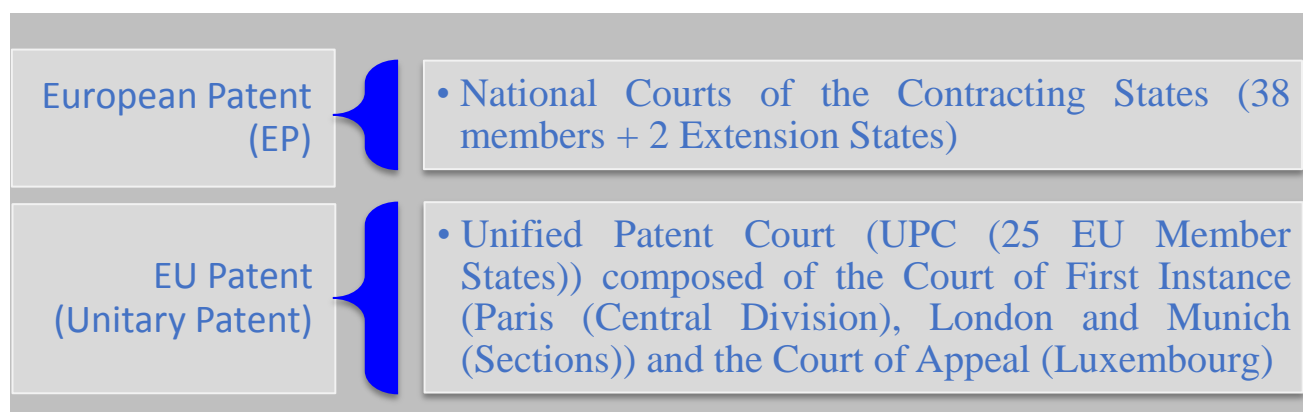 European Patent
(EP)
• National Courts of the Contracting States (38
members + 2 Extension States)
EU Patent
(Unitary Patent)
• Unified Patent Court (UPC (25 EU Member
States)) composed of the Court of First Instance
(Paris (Central Division), London and Munich
(Sections)) and the Court of Appeal (Luxembourg)